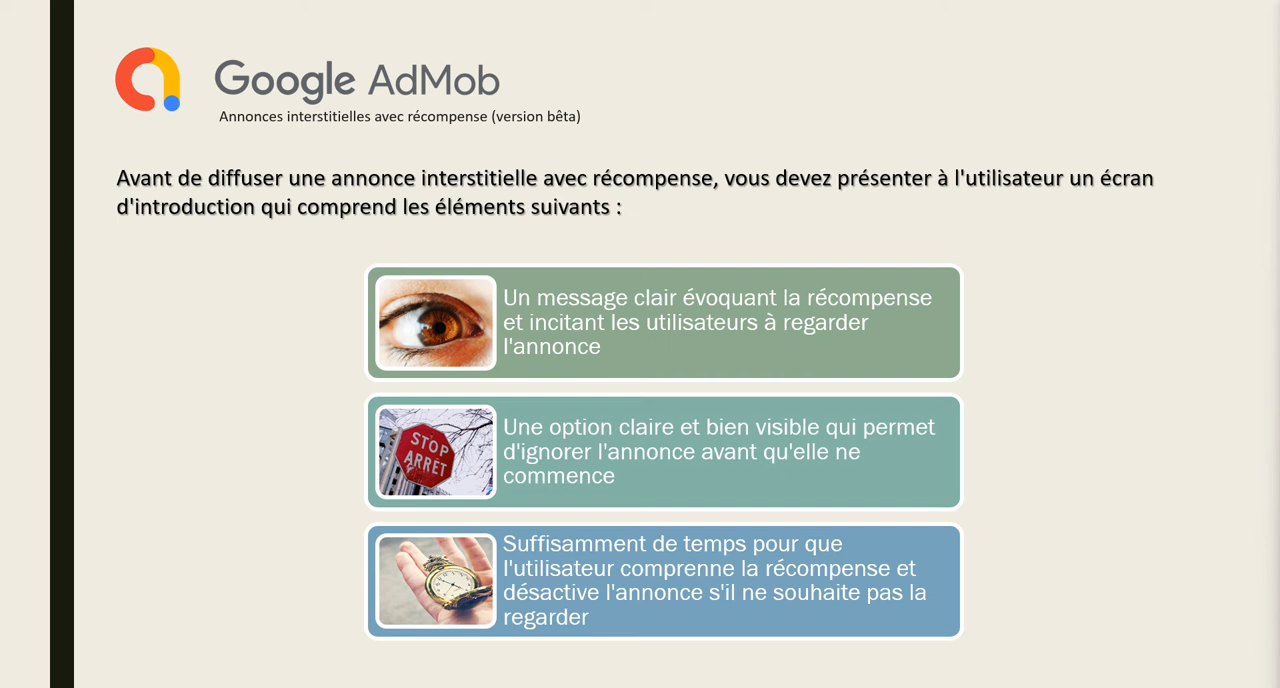 Google AdMob
Annonces interstitielles avec récompense (version bêta)
Avant de diffuser une annonce interstitielle avec récompense, vous devez présenter à l'utilisateur un écran
d'introduction qui comprend les éléments suivants :
Un message clair évoquant la récompense
et incitant les utilisateurs à regarder
l'annonce
STOP
ARRÊT
Une option claire et bien visible qui permet
d'ignorer l'annonce avant qu'elle ne
commence
Suffisamment de temps pour que
l'utilisateur comprenne la récompense et
désactive l'annonce s'il ne souhaite pas la
regarder